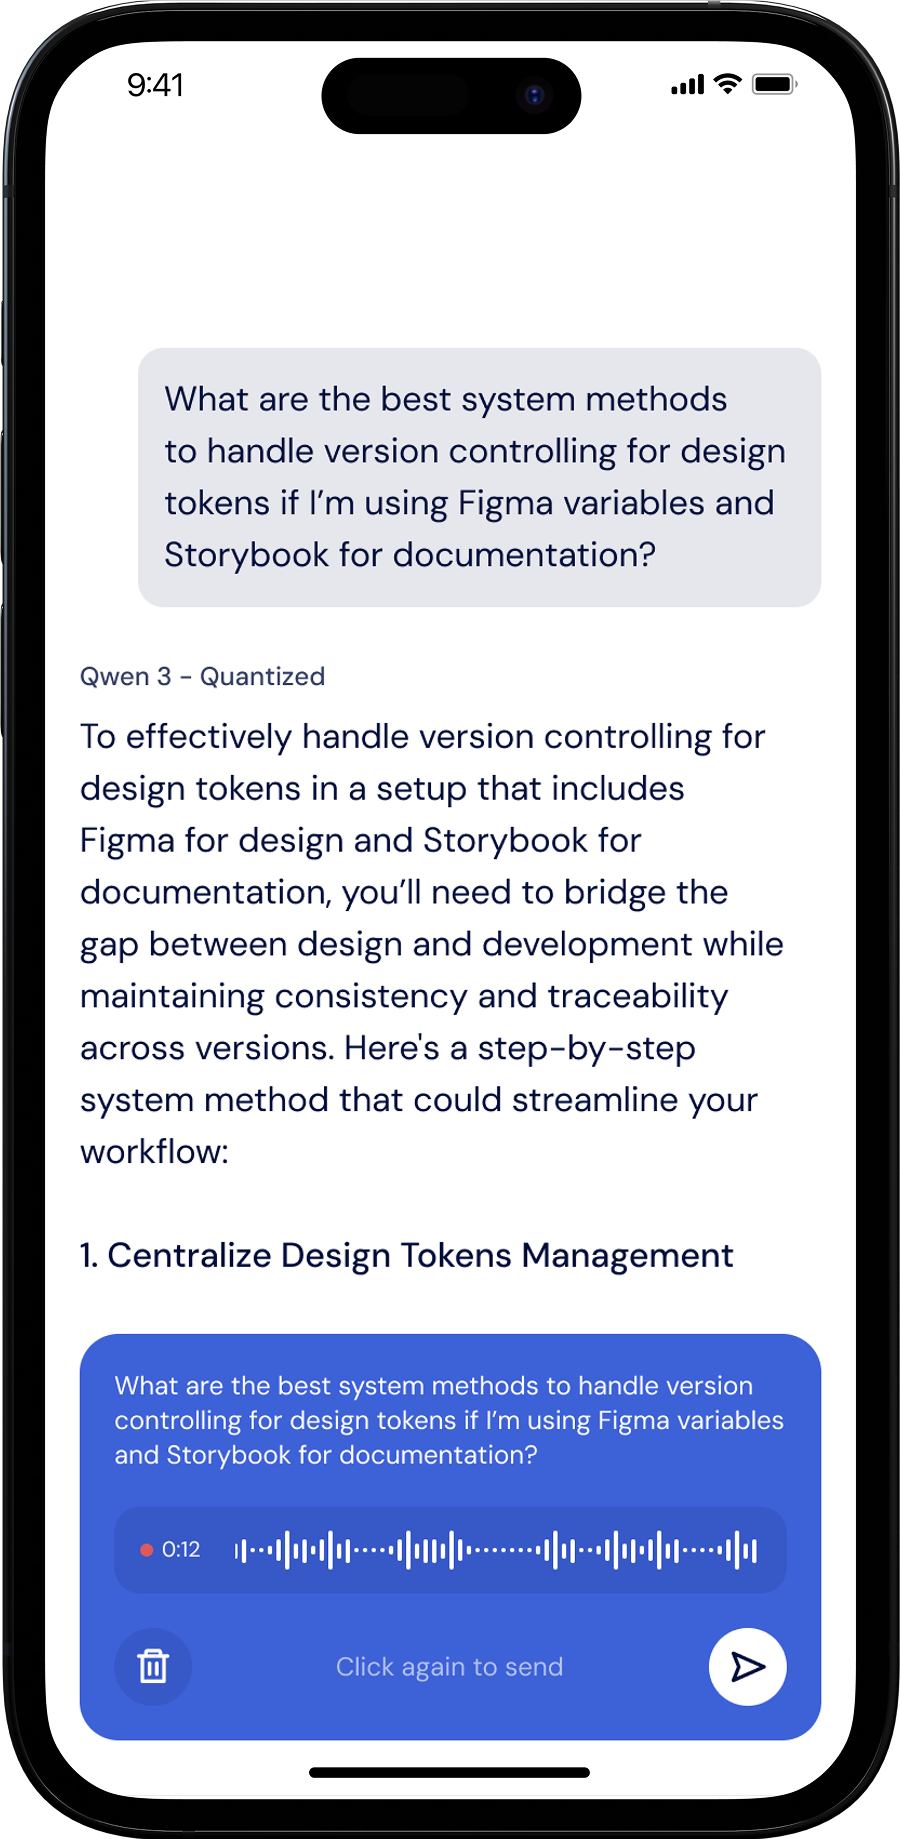 9:41
What are the best system methods
to handle version controlling for design
tokens if I’m using Figma variables and
Storybook for documentation?
Qwen 3 - Quantized
To effectively handle version controlling for
design tokens in a setup that includes
Figma for design and Storybook for
documentation, you’ll need to bridge the
gap between design and development while
maintaining consistency and traceability
across versions. Here's a step-by-step
system method that could streamline your
workflow:
1. Centralize Design Tokens Management
What are the best system methods to handle version
controlling for design tokens if I’m using Figma variables
and Storybook for documentation?
0:12
Click again to send